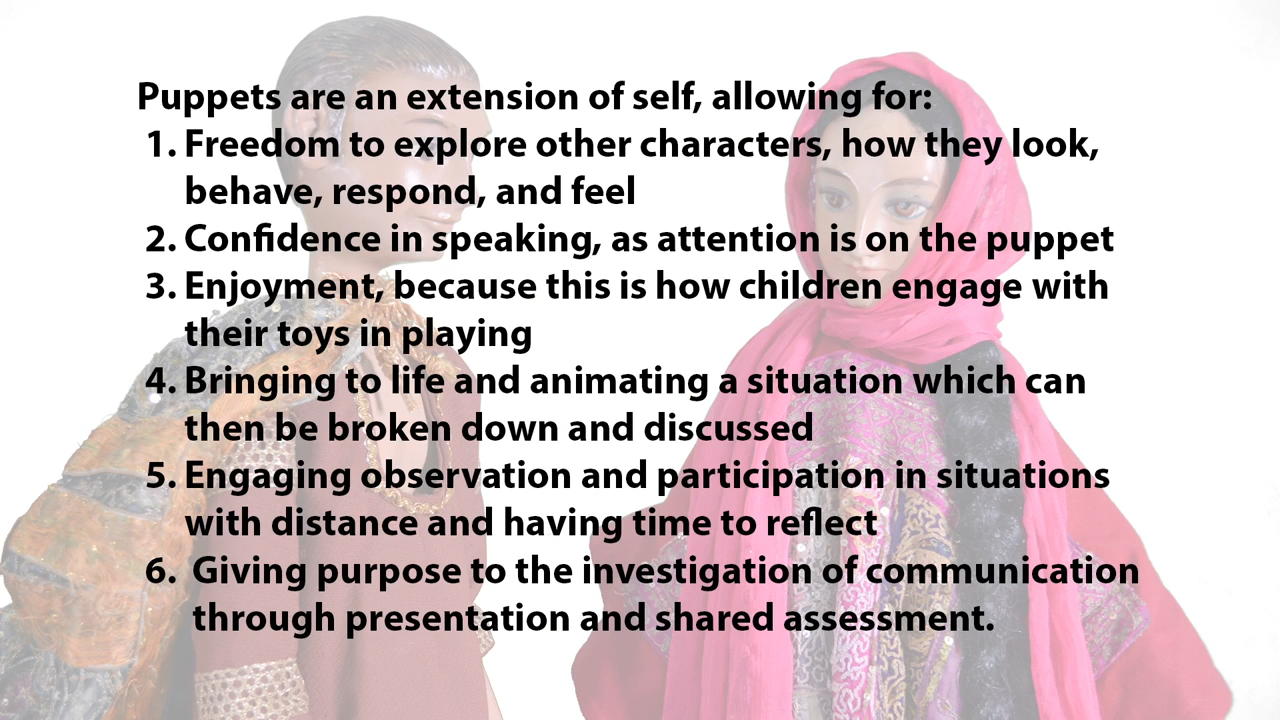 Puppets are an extension of self, allowing for:
1. Freedom to explore other characters, how they look,
behave, respond, and feel
2. Confidence in speaking, as attention is on the puppet
3. Enjoyment, because this is how children engage with
their toys in playing
4. Bringing to life and animating a situation which can
then be broken down and discussed
5. Engaging observation and participation in situations
with distance and having time to reflect
6. Giving purpose to the investigation of communication
through presentation and shared assessment.